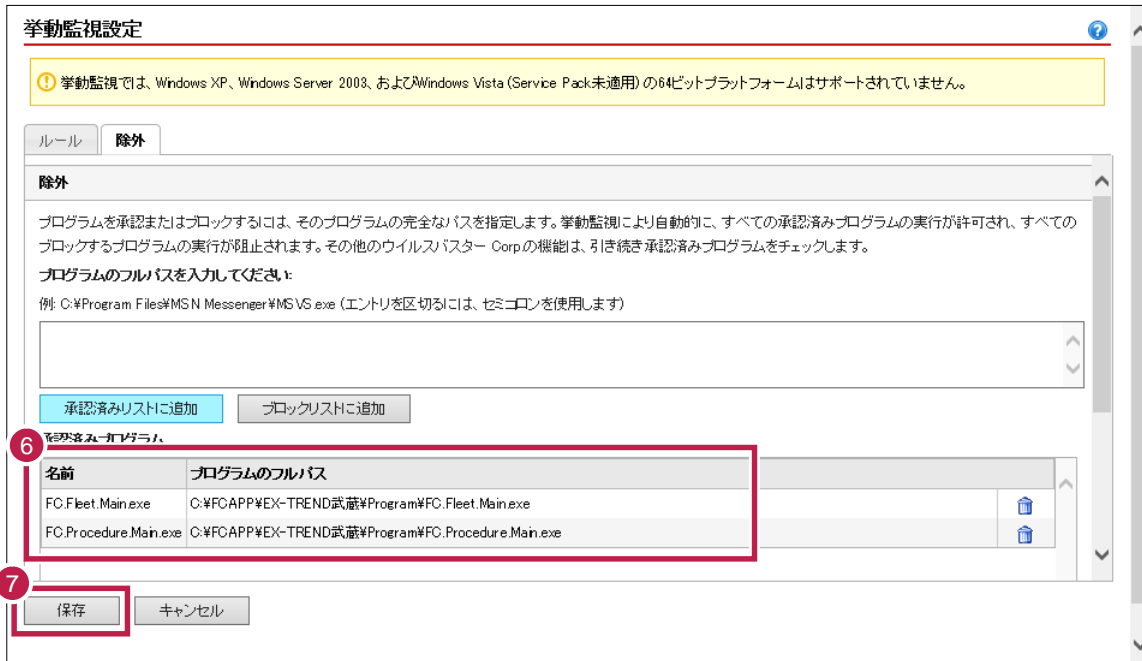 挙動監視設定
?
! 挙動監視では、Windows XP、Windows Server 2003、およびWindows Vista (Service Pack未適用) の64ビットプラットフォームはサポートされていません。
ルール 除外
除外
プログラムを承認またはブロックするには、そのプログラムの完全なパスを指定します。挙動監視により自動的に、すべての承認済みプログラムの実行が許可され、すべての
ブロックするプログラムの実行が阻止されます。その他のウイルスバスター Corp.の機能は、引き続き承認済みプログラムをチェックします。
プログラムのフルパスを入力してください:
例: C:¥Program Files¥MSN Messenger¥MSVS.exe (エントリを区切るには、セミコロンを使用します)
承認済みリストに追加 ブロックリストに追加
6
承認済みプログラム
名前 プログラムのフルパス
FC.Fleet.Main.exe C:¥FCAPP¥EX-TREND武蔵¥Program¥FC.Fleet.Main.exe
FC.Procedure.Main.exe C:¥FCAPP¥EX-TREND武蔵¥Program¥FC.Procedure.Main.exe
7
保存 キャンセル